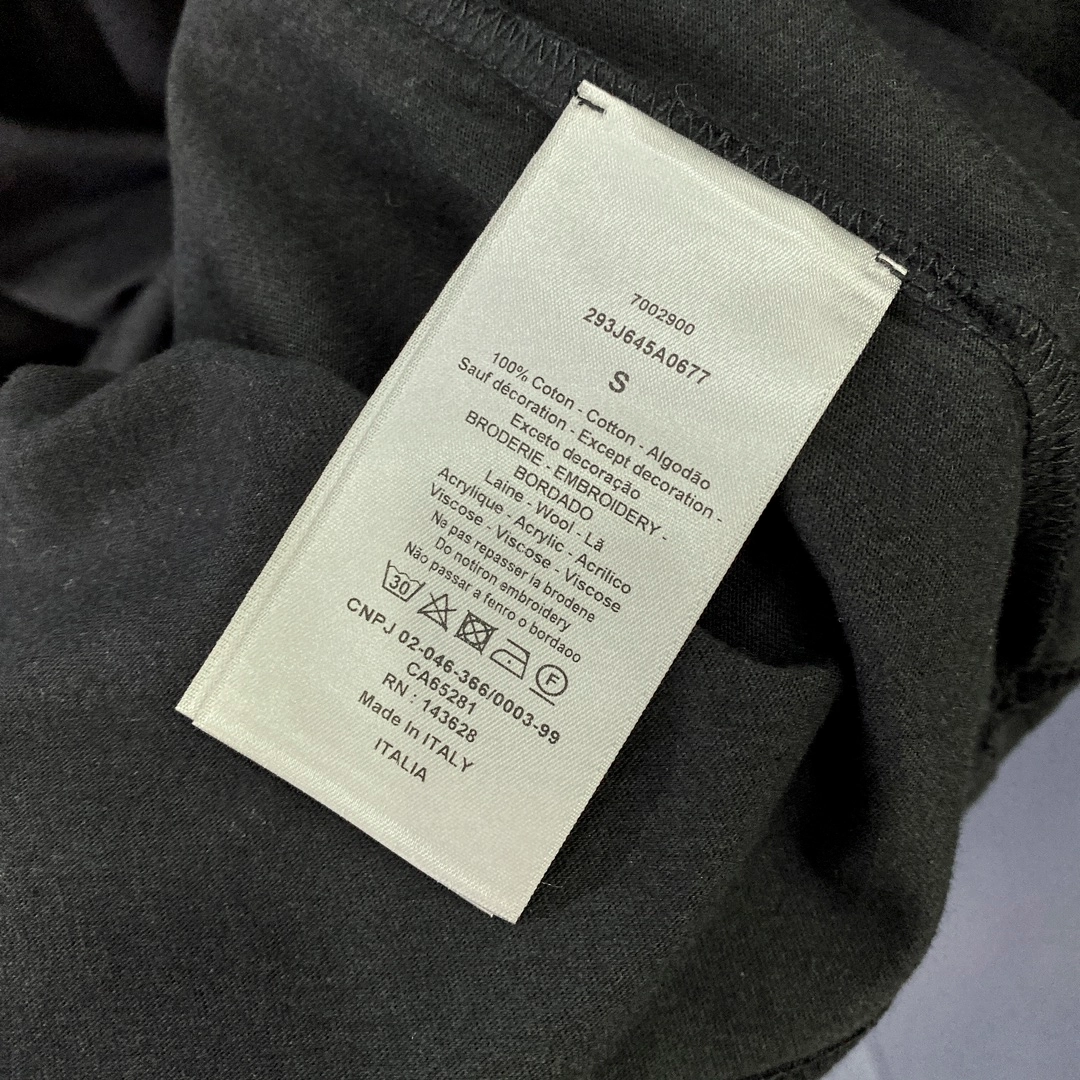 7002900
293J645A0677
S
100% Coton - Cotton - Algodão
Sauf décoration - Except decoration -
Exceto decoração
BRODERIE - EMBROIDERY -
BORDADO
Laine - Wool - Lã
Acrylique - Acrylic - Acrílico
Viscose - Viscose - Viscose
Ne pas repasser la brodene
Do notiron embroidery
Não passar a fenro o bordaoo
30 F
CNPJ 02-046-366/0003-99
CA65281
RN : 143628
Made In ITALY
ITALIA